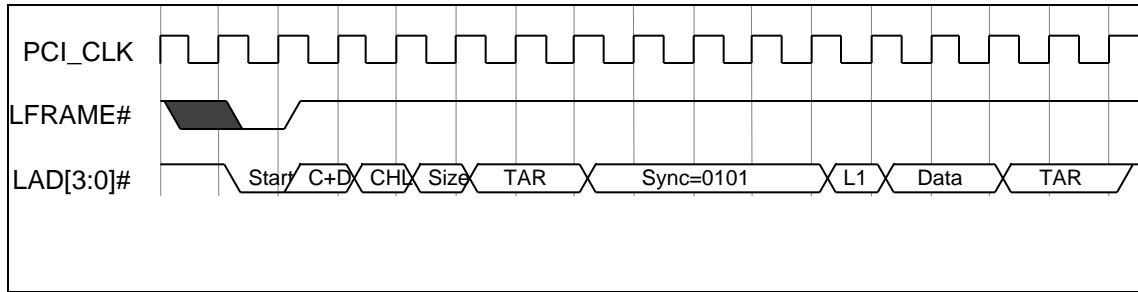 PCI_CLK
LFRAME#
LAD[3:0]# Start C+D CHL Size TAR Sync=0101 L1 Data TAR